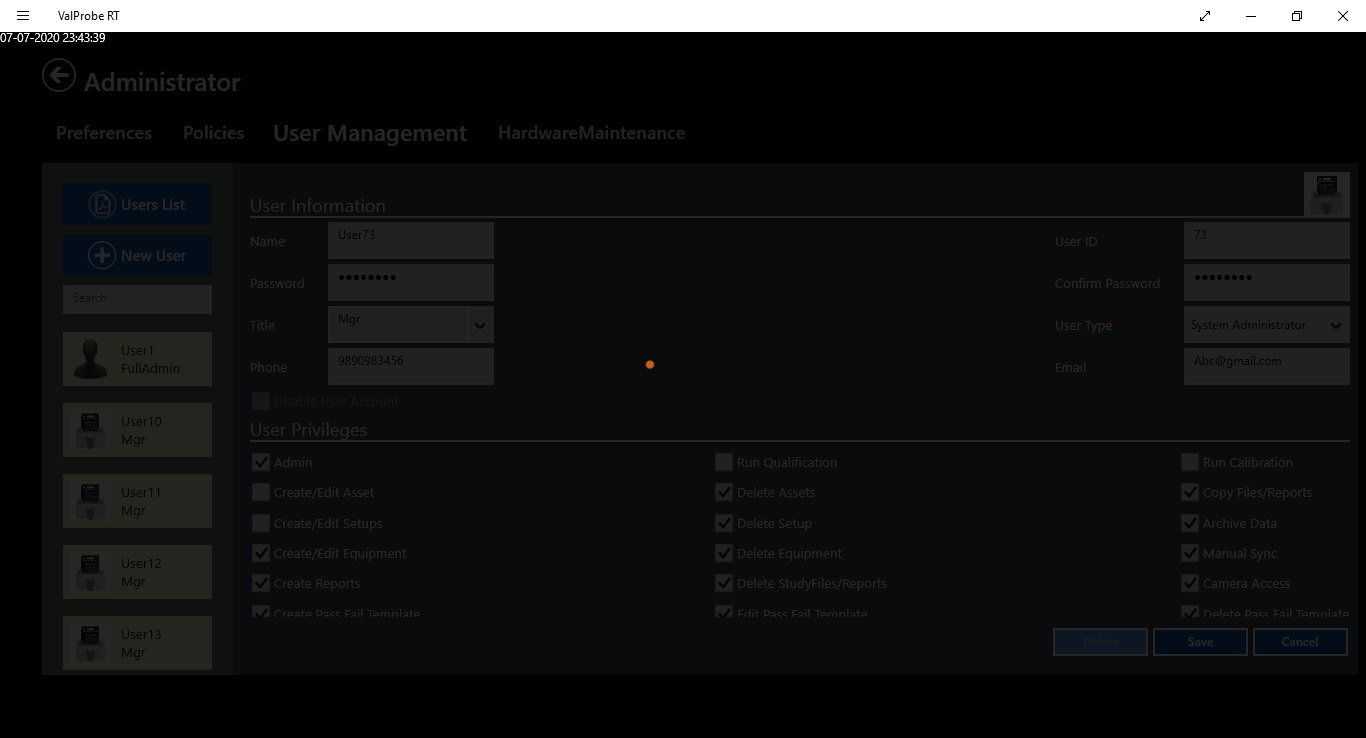 ValProbe RT
07-07-2020 23:43:39
Administrator
Preferences Policies User Management HardwareMaintenance
Users List
New User
Search
User1
FullAdmin
User10
Mgr
User11
Mgr
User12
Mgr
User13
Mgr
User Information
Name User73 User ID 73
Password •••••••• Confirm Password ••••••••
Title Mgr User Type System Administrator
Phone 9890983456 Email Abc@gmail.com
Disable User Account
User Privileges
Admin Run Qualification Run Calibration
Create/Edit Asset Delete Assets Copy Files/Reports
Create/Edit Setups Delete Setup Archive Data
Create/Edit Equipment Delete Equipment Manual Sync
Create Reports Delete StudyFiles/Reports Camera Access
Create Pass Fail Template Edit Pass Fail Template Delete Pass Fail Template
Delete Save Cancel